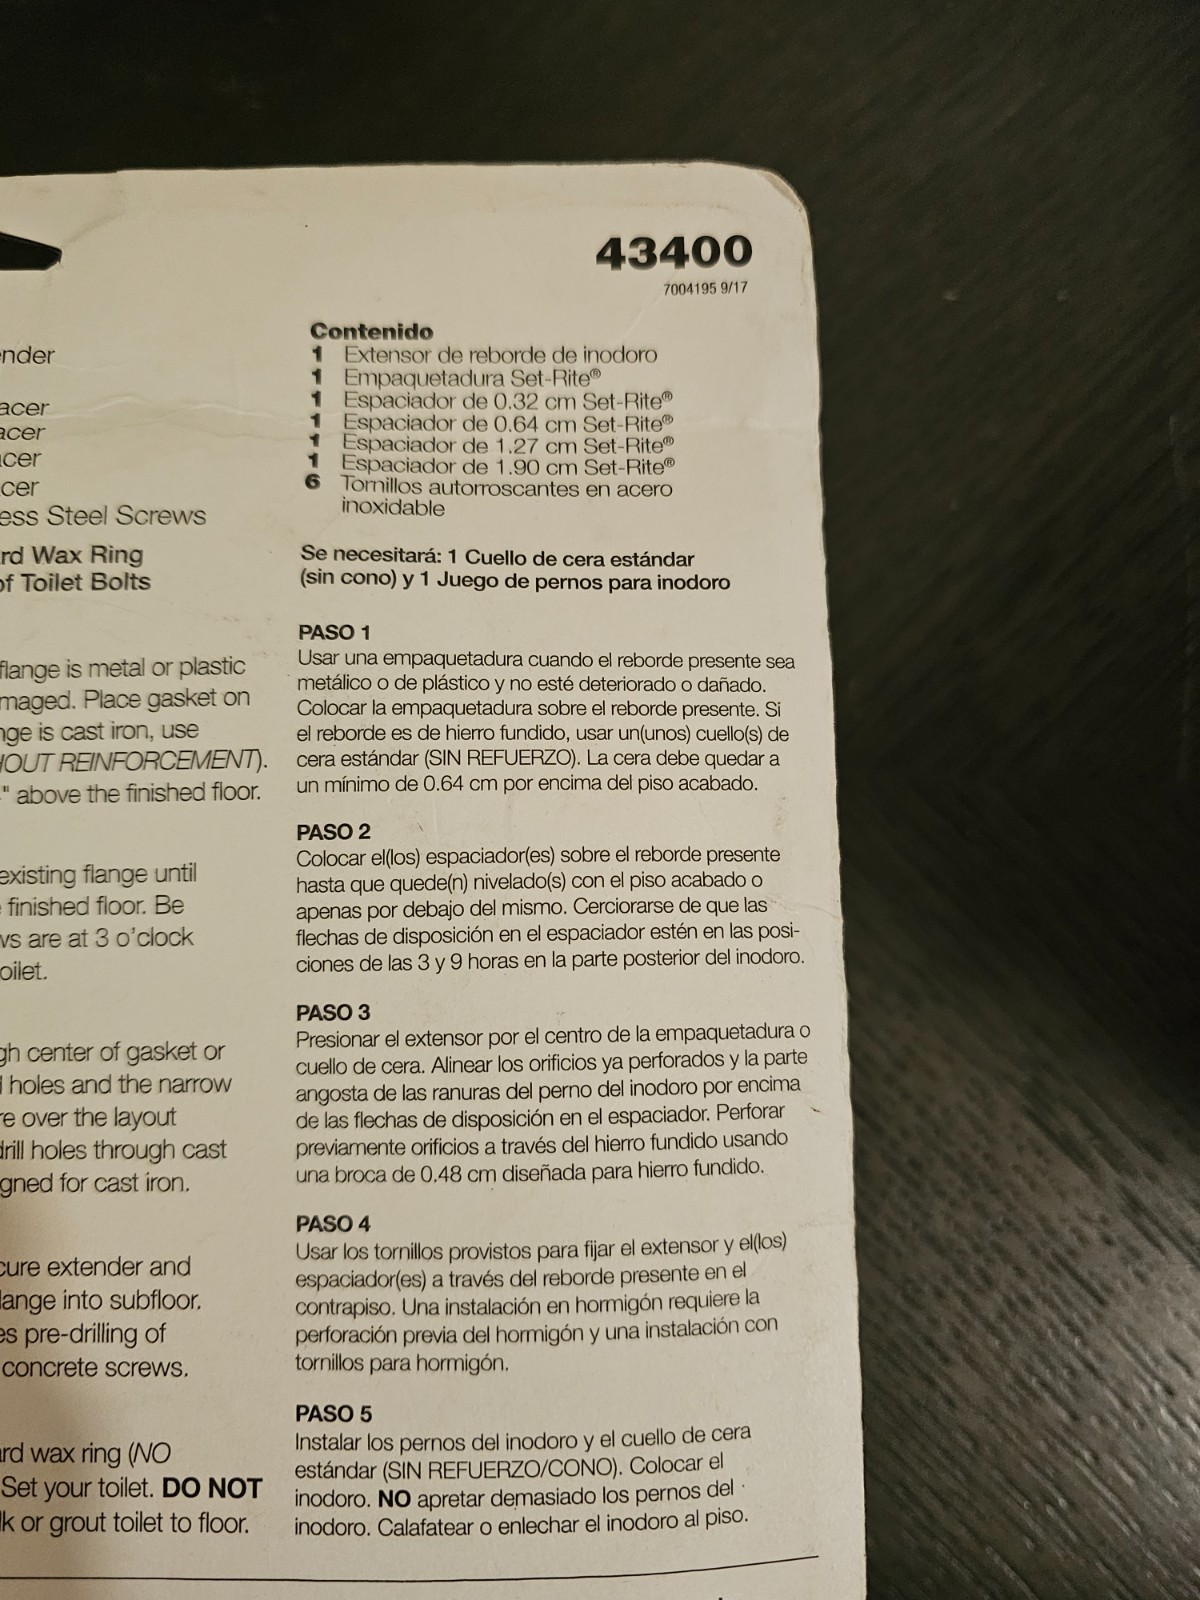 43400
7004195 9/17
nder
acer
acer
cer
cer
ess Steel Screws
rd Wax Ring
of Toilet Bolts
flange is metal or plastic
maged. Place gasket on
nge is cast iron, use
HOUT REINFORCEMENT).
" above the finished floor.
existing flange until
finished floor. Be
ws are at 3 o'clock
oilet.
gh center of gasket or
holes and the narrow
re over the layout
drill holes through cast
gned for cast iron.
cure extender and
lange into subfloor.
es pre-drilling of
concrete screws.
ard wax ring (NO
Set your toilet. DO NOT
lk or grout toilet to floor.
Contenido
1 Extensor de reborde de inodoro
1 Empaquetadura Set-Rite®
1 Espaciador de 0.32 cm Set-Rite®
1 Espaciador de 0.64 cm Set-Rite®
1 Espaciador de 1.27 cm Set-Rite®
1 Espaciador de 1.90 cm Set-Rite®
6 Tornillos autorroscantes en acero
inoxidable
Se necesitará: 1 Cuello de cera estándar
(sin cono) y 1 Juego de pernos para inodoro
PASO 1
Usar una empaquetadura cuando el reborde presente sea
metálico o de plástico y no esté deteriorado o dañado.
Colocar la empaquetadura sobre el reborde presente. Si
el reborde es de hierro fundido, usar un(unos) cuello(s) de
cera estándar (SIN REFUERZO). La cera debe quedar a
un mínimo de 0.64 cm por encima del piso acabado.
PASO 2
Colocar el(los) espaciador(es) sobre el reborde presente
hasta que quede(n) nivelado(s) con el piso acabado o
apenas por debajo del mismo. Cerciorarse de que las
flechas de disposición en el espaciador estén en las posi-
ciones de las 3 y 9 horas en la parte posterior del inodoro.
PASO 3
Presionar el extensor por el centro de la empaquetadura o
cuello de cera. Alinear los orificios ya perforados y la parte
angosta de las ranuras del perno del inodoro por encima
de las flechas de disposición en el espaciador. Perforar
previamente orificios a través del hierro fundido usando
una broca de 0.48 cm diseñada para hierro fundido.
PASO 4
Usar los tornillos provistos para fijar el extensor y el(los)
espaciador(es) a través del reborde presente en el
contrapiso. Una instalación en hormigón requiere la
perforación previa del hormigón y una instalación con
tornillos para hormigón.
PASO 5
Instalar los pernos del inodoro y el cuello de cera
estándar (SIN REFUERZO/CONO). Colocar el
inodoro. NO apretar demasiado los pernos del
inodoro. Calafatear o enlechar el inodoro al piso.